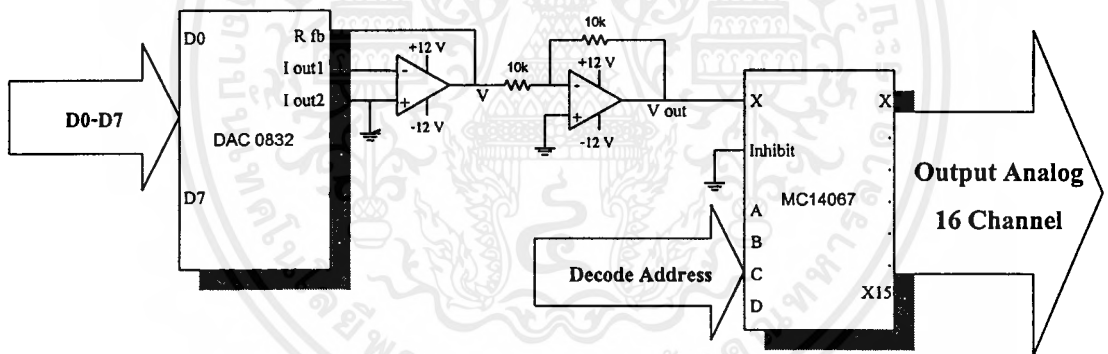 D0-D7
D0
D7
DAC 0832
R fb
I out1
I out2
+12 V
-
+
-12 V
V
10k
10k
+12 V
-
+
-12 V
V out
X
Inhibit
A
B
C
D
MC14067
X
X15
Decode Address
Output Analog
16 Channel